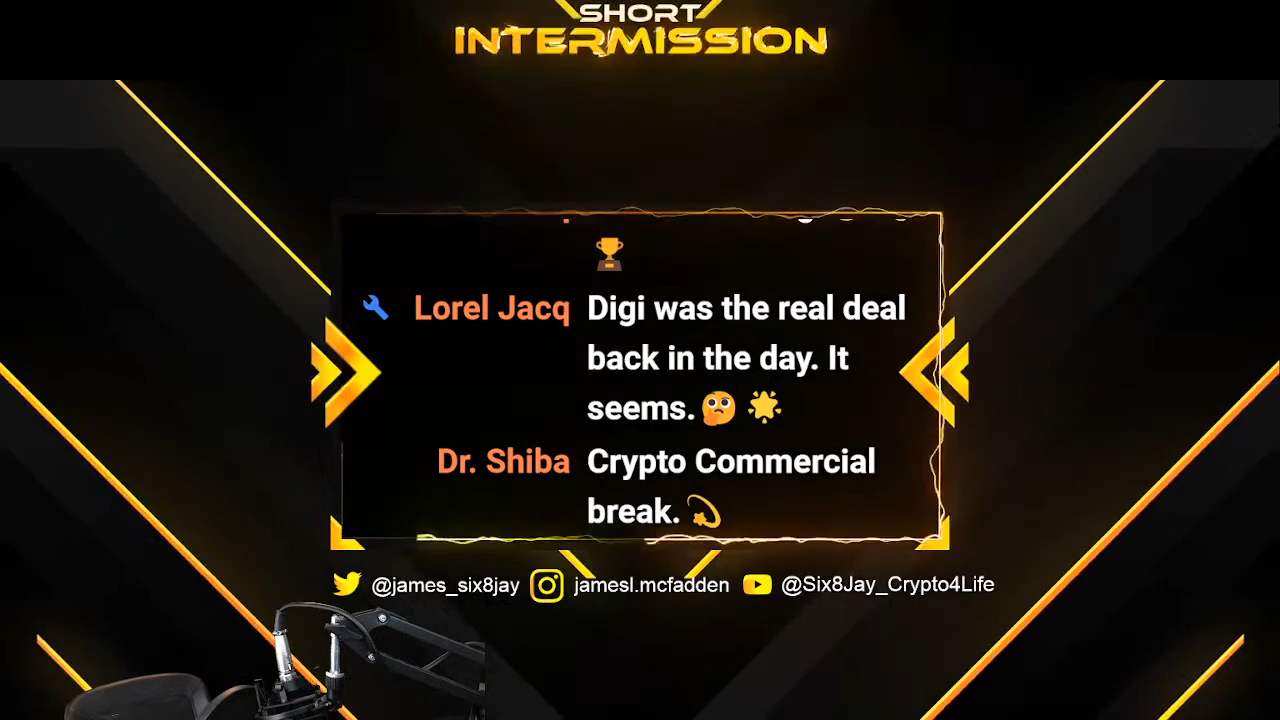 SHORT
INTERMISSION
🏆
Lorel Jacq Digi was the real deal
back in the day. It
seems. 🤔 🌟
Dr. Shiba Crypto Commercial
break. 💫
@james_six8jay jamesl.mcfadden @Six8Jay_Crypto4Life